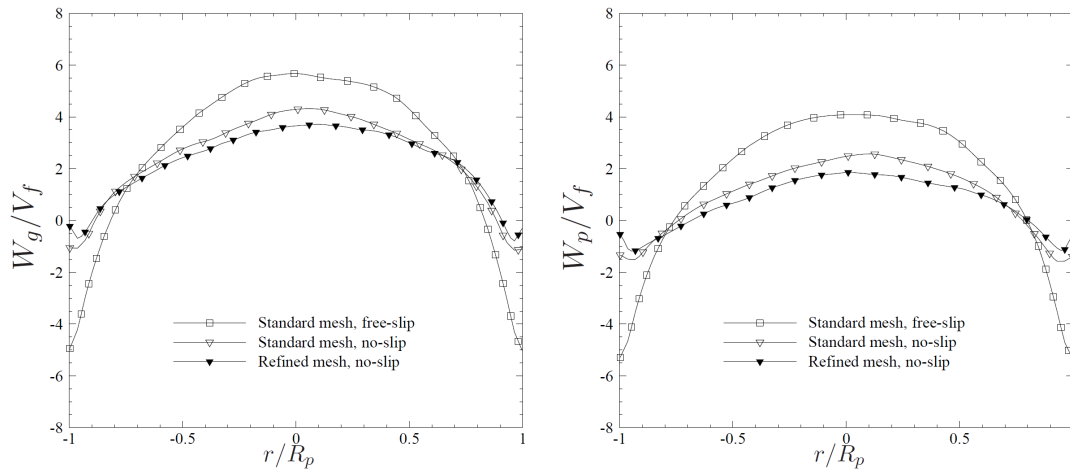 8
6
4
2
0
-2
-4
-6
-8
W_g/V_f
Standard mesh, free-slip
Standard mesh, no-slip
Refined mesh, no-slip
-1
-0.5
0
0.5
1
r/R_p
8
6
4
2
0
-2
-4
-6
-8
W_p/V_f
Standard mesh, free-slip
Standard mesh, no-slip
Refined mesh, no-slip
-1
-0.5
0
0.5
r/R_p